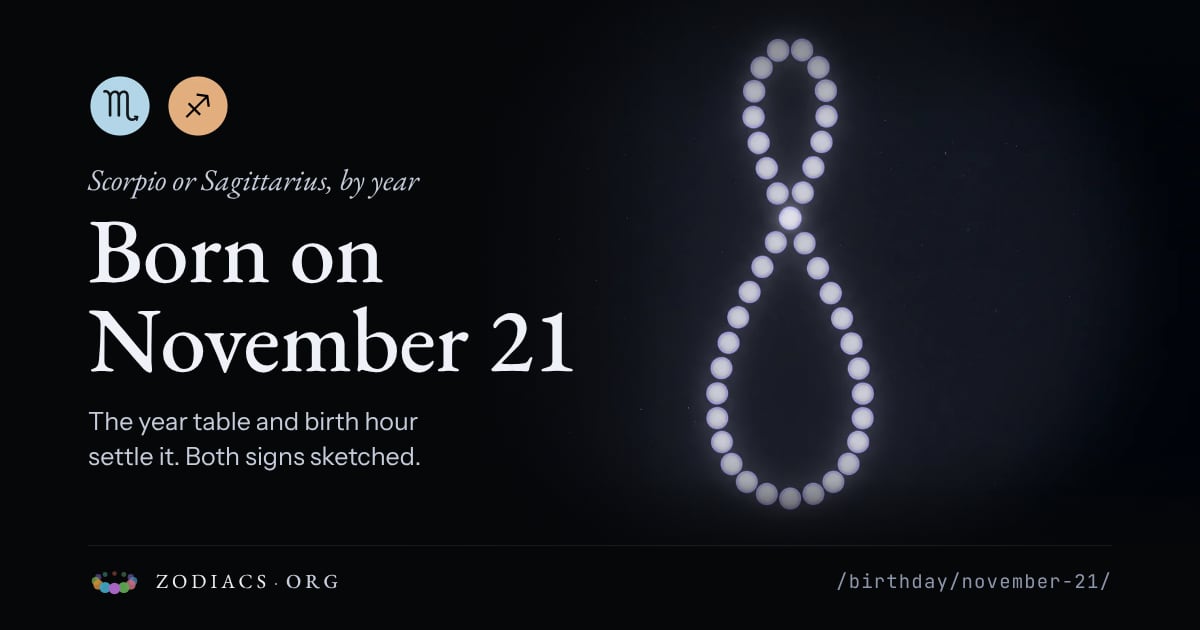 ♏ ♐
Scorpio or Sagittarius, by year
Born on
November 21
The year table and birth hour
settle it. Both signs sketched.
ZODIACS·ORG
/birthday/november-21/